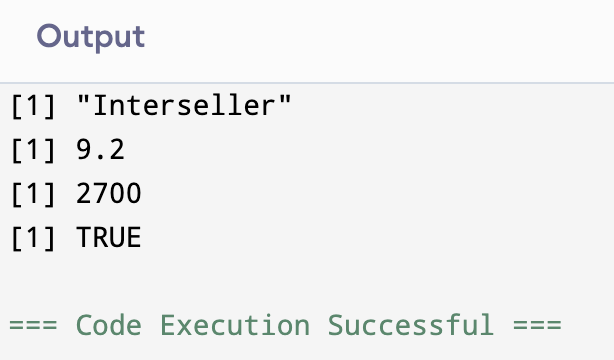 Output
[1] "Interseller"
[1] 9.2
[1] 2700
[1] TRUE
=== Code Execution Successful ===